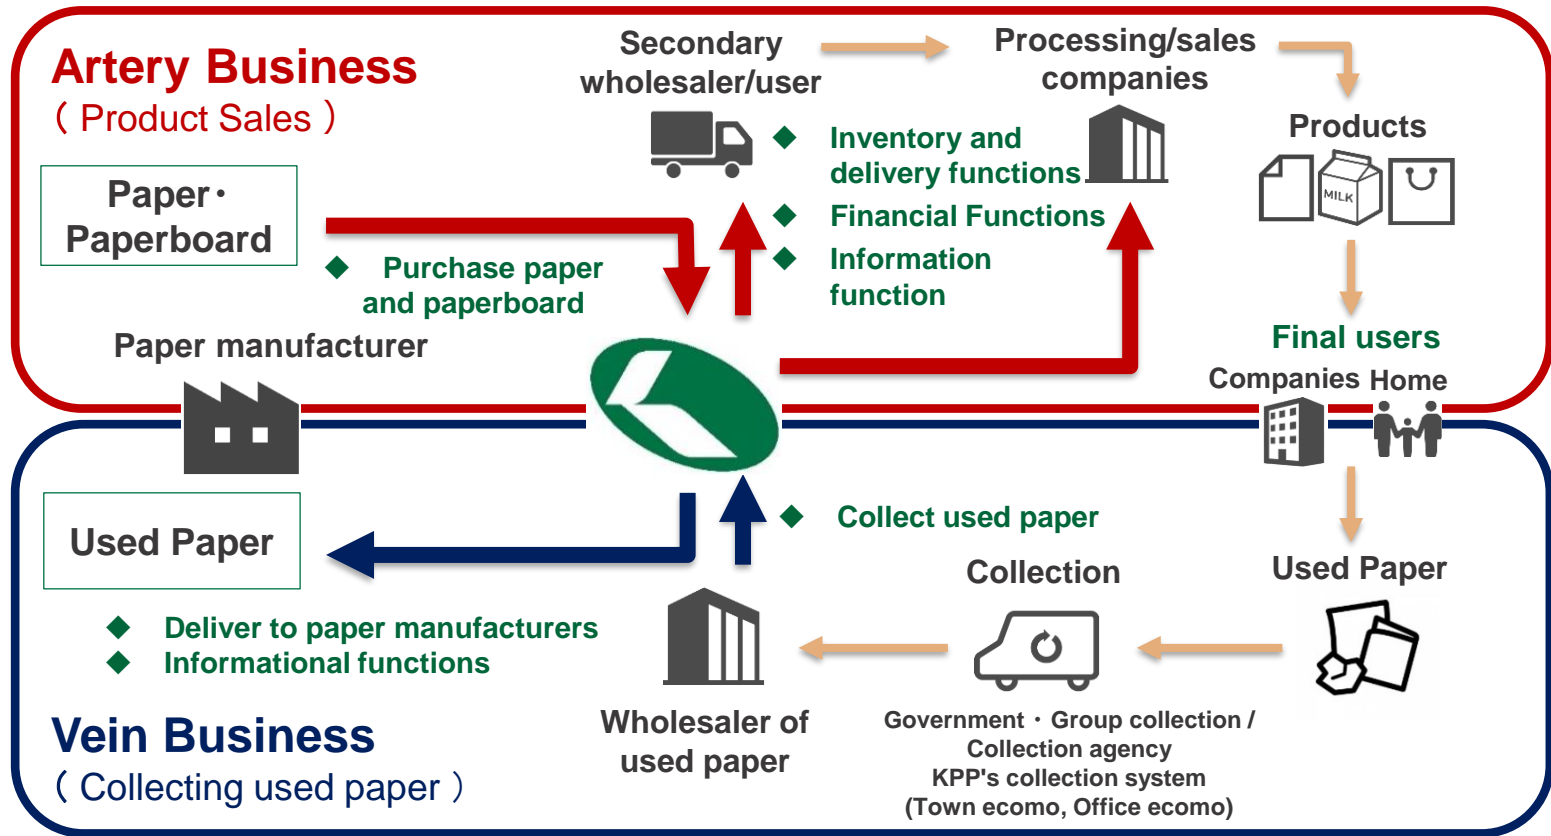 Artery Business
( Product Sales )
Paper・
Paperboard
◆ Purchase paper
and paperboard
Paper manufacturer
Secondary
wholesaler/user
◆ Inventory and
delivery functions
◆ Financial Functions
◆ Information
function
Processing/sales
companies
Products
MILK
Final users
Companies Home
Used Paper
◆ Collect used paper
Used Paper
Collection
◆ Deliver to paper manufacturers
◆ Informational functions
Wholesaler of
used paper
Government・Group collection /
Collection agency
KPP's collection system
(Town ecomo, Office ecomo)
Vein Business
( Collecting used paper )